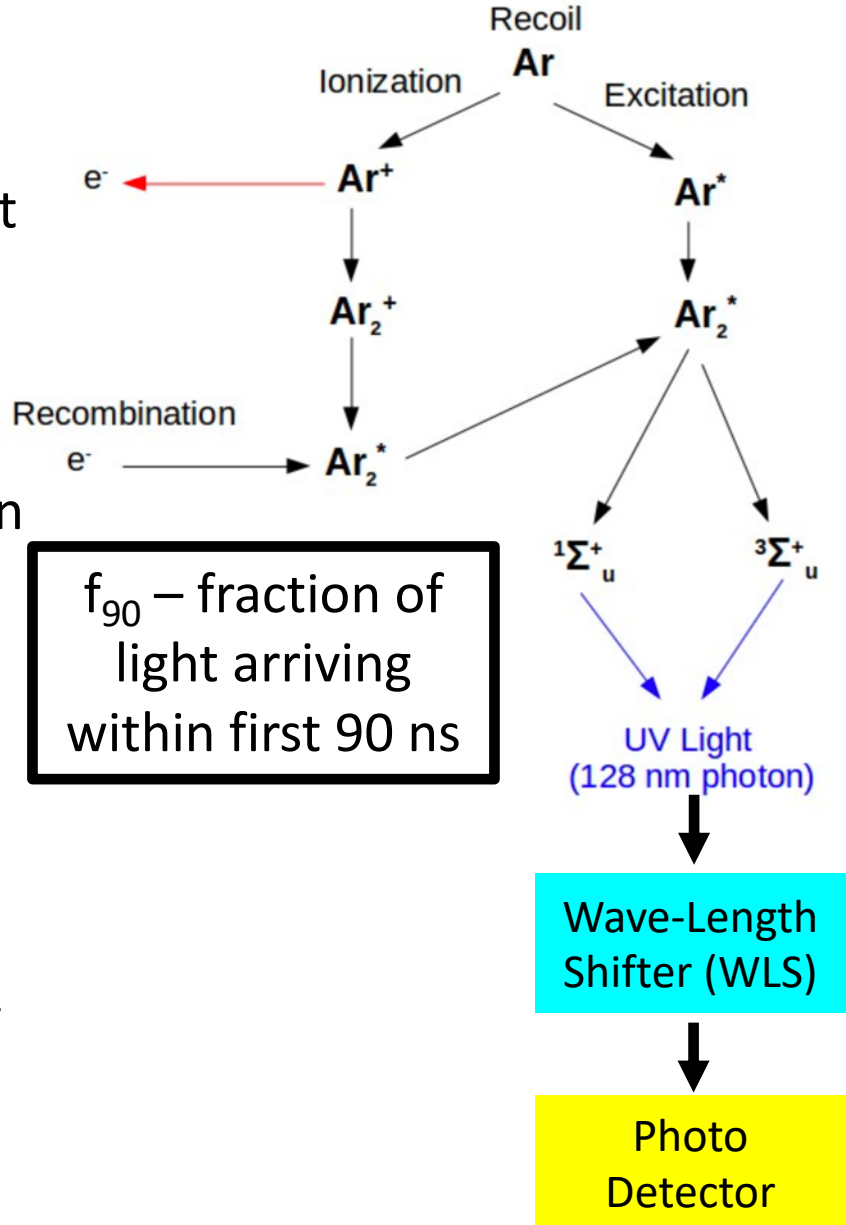 Recoil
Ar
Ionization
Excitation
e⁻
Ar⁺
Ar*
t
Ar₂⁺
Ar₂*
Recombination
e⁻
Ar₂*
n
¹Σ⁺ᵤ
³Σ⁺ᵤ
f₉₀ – fraction of
light arriving
within first 90 ns
UV Light
(128 nm photon)
Wave-Length
Shifter (WLS)
Photo
Detector